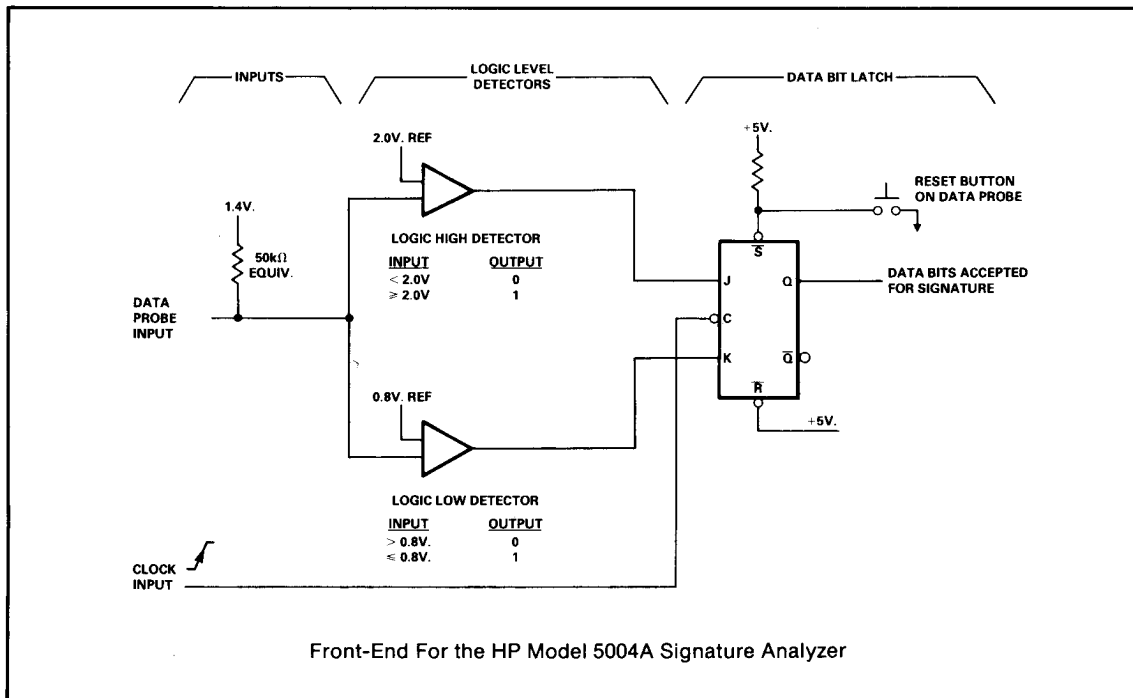 INPUTS
LOGIC LEVEL
DETECTORS
DATA BIT LATCH
2.0V. REF
+5V.
RESET BUTTON
ON DATA PROBE
1.4V.
50kΩ
EQUIV.
LOGIC HIGH DETECTOR
INPUT OUTPUT
< 2.0V 0
≥ 2.0V 1
S̅
J Q
DATA BITS ACCEPTED
FOR SIGNATURE
DATA
PROBE
INPUT
C
K Q̅
R̅
+5V.
0.8V. REF
LOGIC LOW DETECTOR
INPUT OUTPUT
> 0.8V. 0
≤ 0.8V. 1
CLOCK
INPUT
Front-End For the HP Model 5004A Signature Analyzer